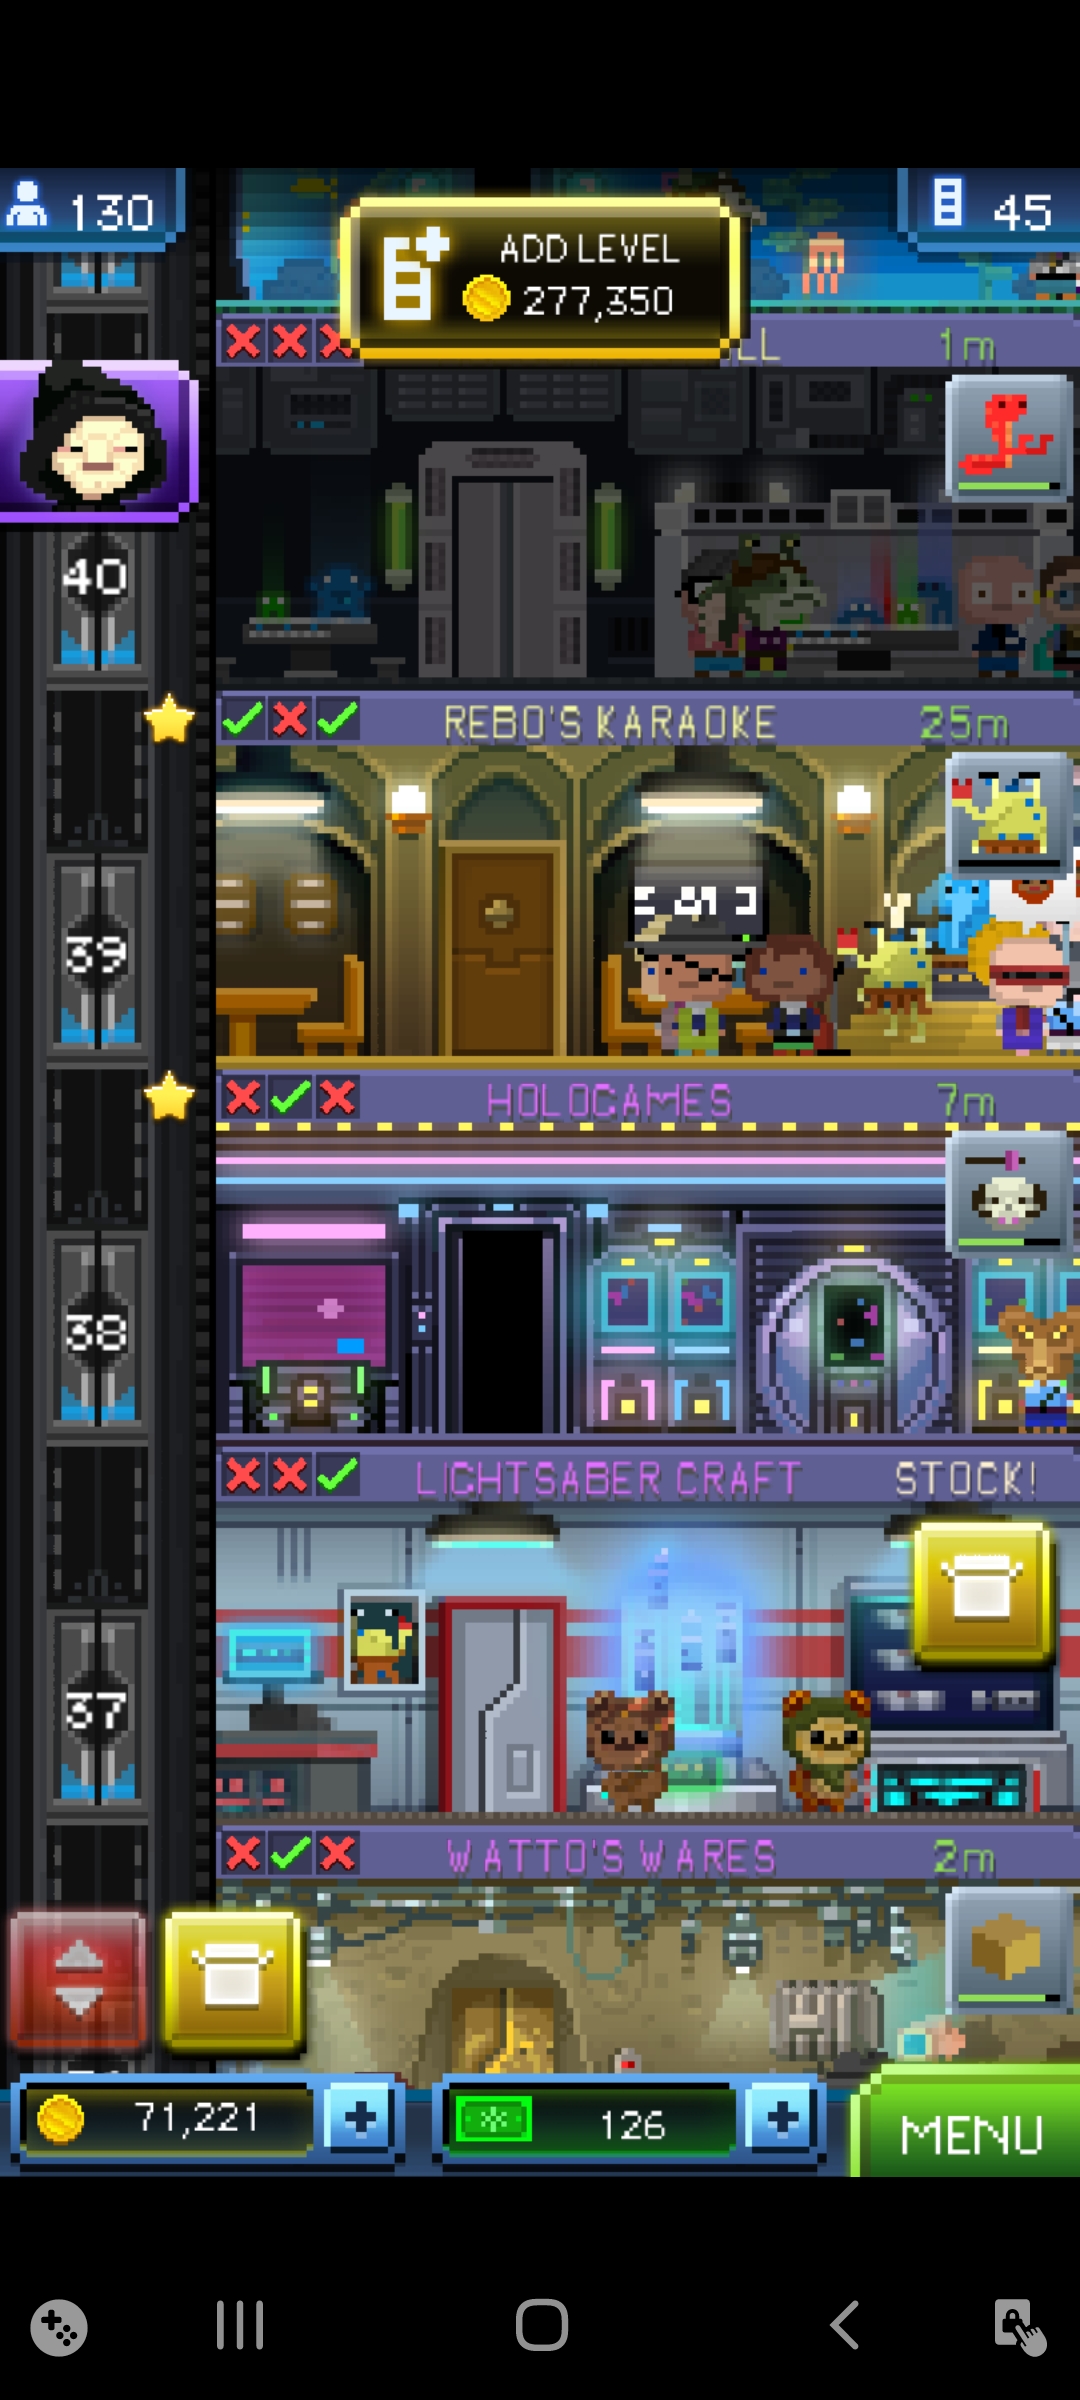 130
45
ADD LEVEL
277,350
LL
1m
40
REBO'S KARAOKE
25m
39
HOLOGAMES
7m
38
LIGHTSABER CRAFT
STOCK!
37
WATTO'S WARES
2m
71,221
126
MENU